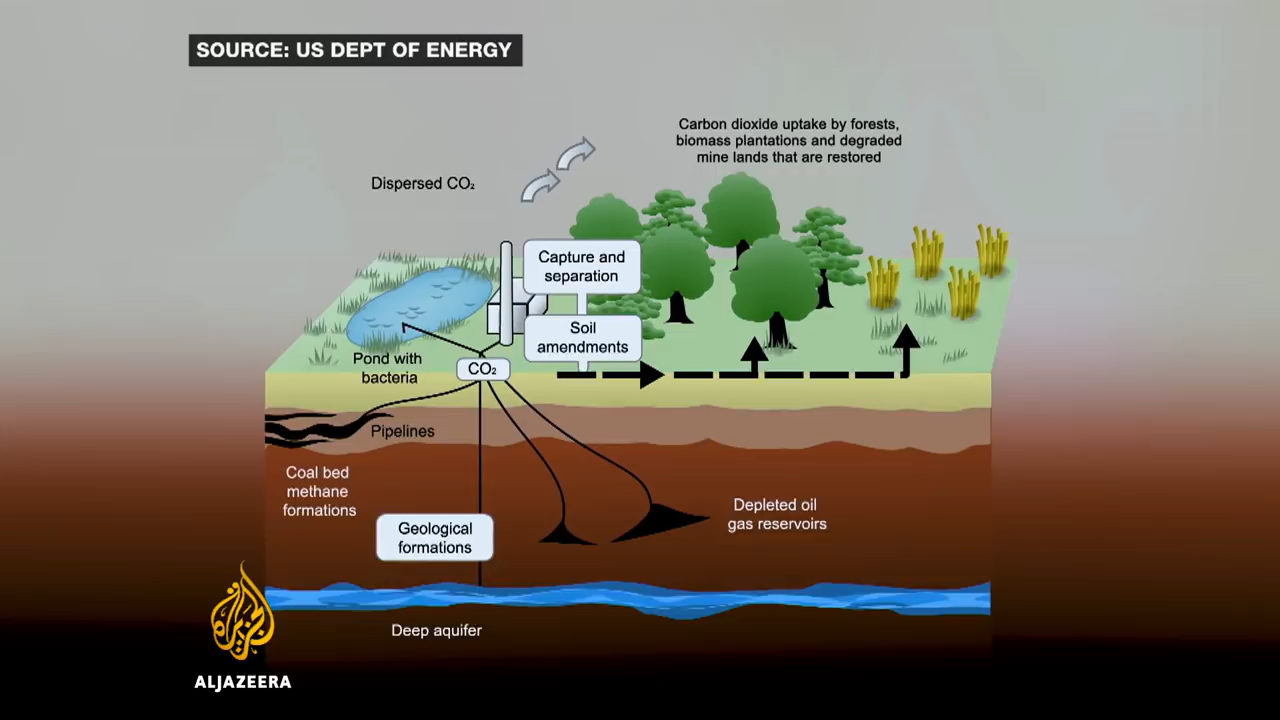 SOURCE: US DEPT OF ENERGY
Carbon dioxide uptake by forests,
biomass plantations and degraded
mine lands that are restored
Dispersed CO₂
Capture and
separation
Soil
amendments
Pond with
bacteria
CO₂
Pipelines
Coal bed
methane
formations
Depleted oil
gas reservoirs
Geological
formations
Deep aquifer
الجزيرة
ALJAZEERA